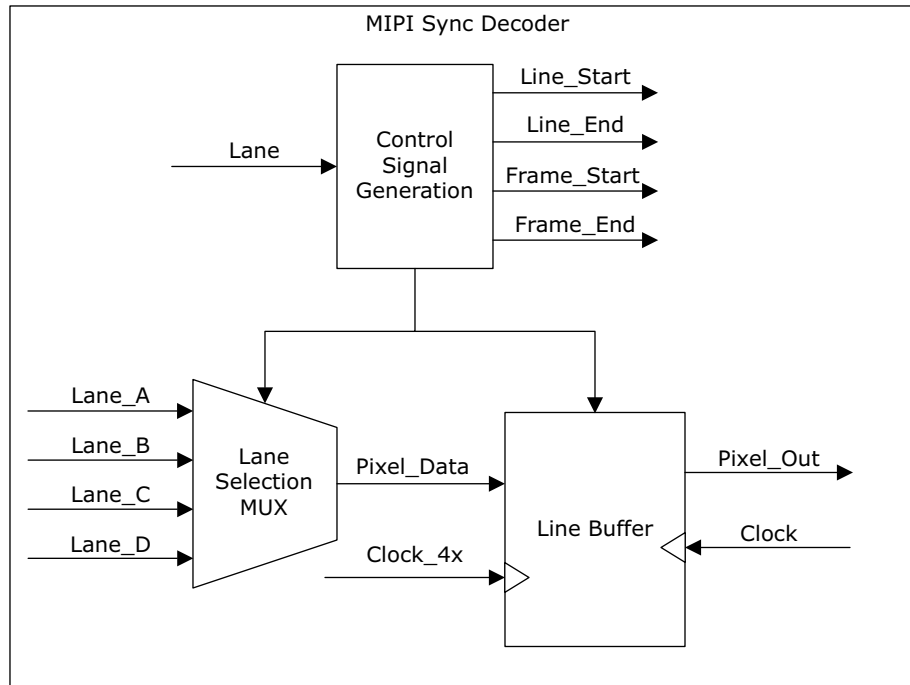 MIPI Sync Decoder
Lane
Control
Signal
Generation
Line_Start
Line_End
Frame_Start
Frame_End
Lane_A
Lane_B
Lane_C
Lane_D
Lane
Selection
MUX
Pixel_Data
Clock_4x
Line Buffer
Pixel_Out
Clock